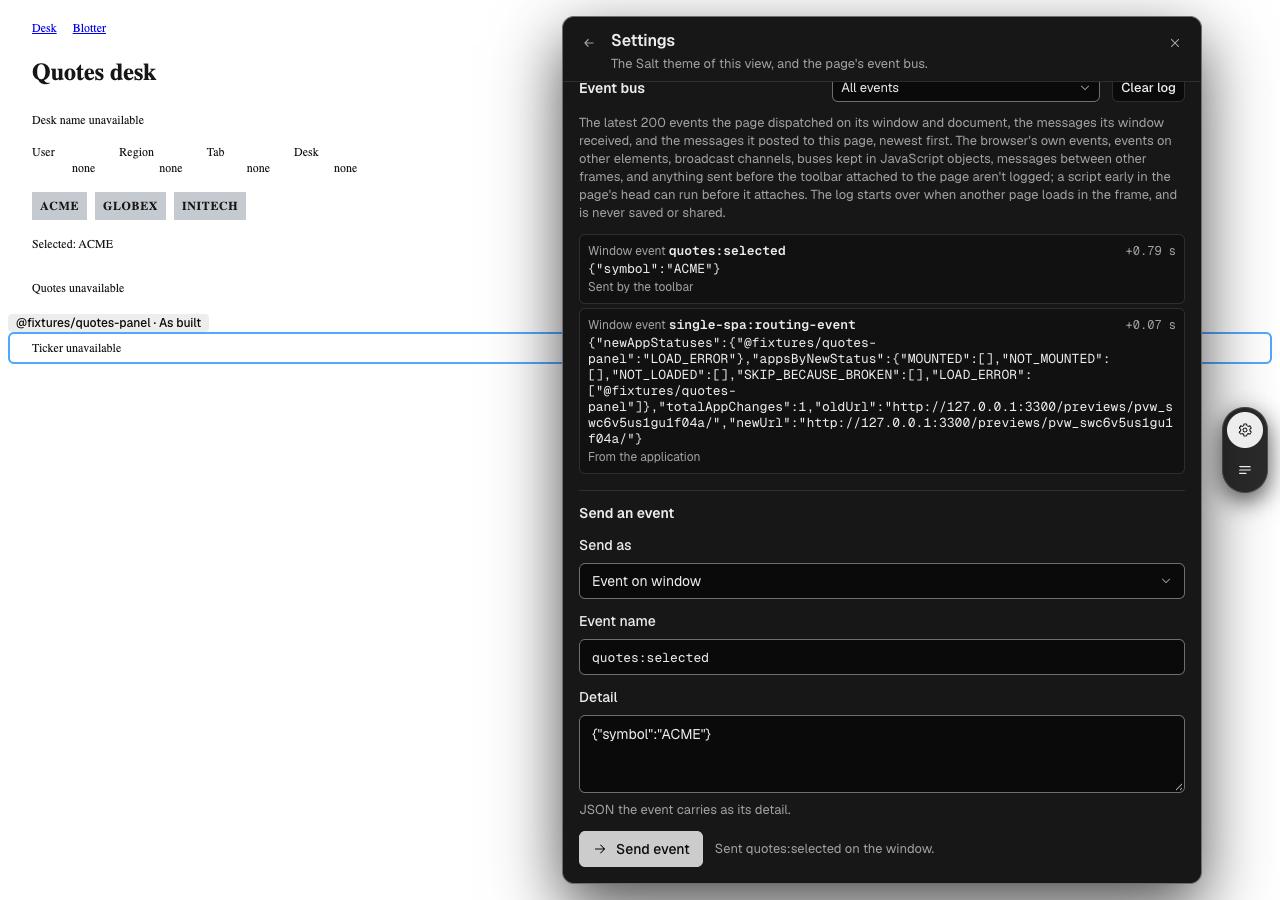 Desk Blotter
Quotes desk
Desk name unavailable
User Region Tab Desk
none none none none
ACME GLOBEX INITECH
Selected: ACME
Quotes unavailable
@fixtures/quotes-panel · As built
Ticker unavailable
Settings
The Salt theme of this view, and the page's event bus.
Event bus All events Clear log
The latest 200 events the page dispatched on its window and document, the messages its window
received, and the messages it posted to this page, newest first. The browser's own events, events on
other elements, broadcast channels, buses kept in JavaScript objects, messages between other
frames, and anything sent before the toolbar attached to the page aren't logged; a script early in the
page's head can run before it attaches. The log starts over when another page loads in the frame, and
is never saved or shared.
Window event quotes:selected +0.79 s
{"symbol":"ACME"}
Sent by the toolbar
Window event single-spa:routing-event +0.07 s
{"newAppStatuses":{"@fixtures/quotes-
panel":"LOAD_ERROR"},"appsByNewStatus":{"MOUNTED":[],"NOT_MOUNTED":
[],"NOT_LOADED":[],"SKIP_BECAUSE_BROKEN":[],"LOAD_ERROR":
["@fixtures/quotes-
panel"]},"totalAppChanges":1,"oldUrl":"http://127.0.0.1:3300/previews/pvw_s
wc6v5us1gu1f04a/","newUrl":"http://127.0.0.1:3300/previews/pvw_swc6v5us1gu1
f04a/"}
From the application
Send an event
Send as
Event on window
Event name
quotes:selected
Detail
{"symbol":"ACME"}
JSON the event carries as its detail.
Send event Sent quotes:selected on the window.